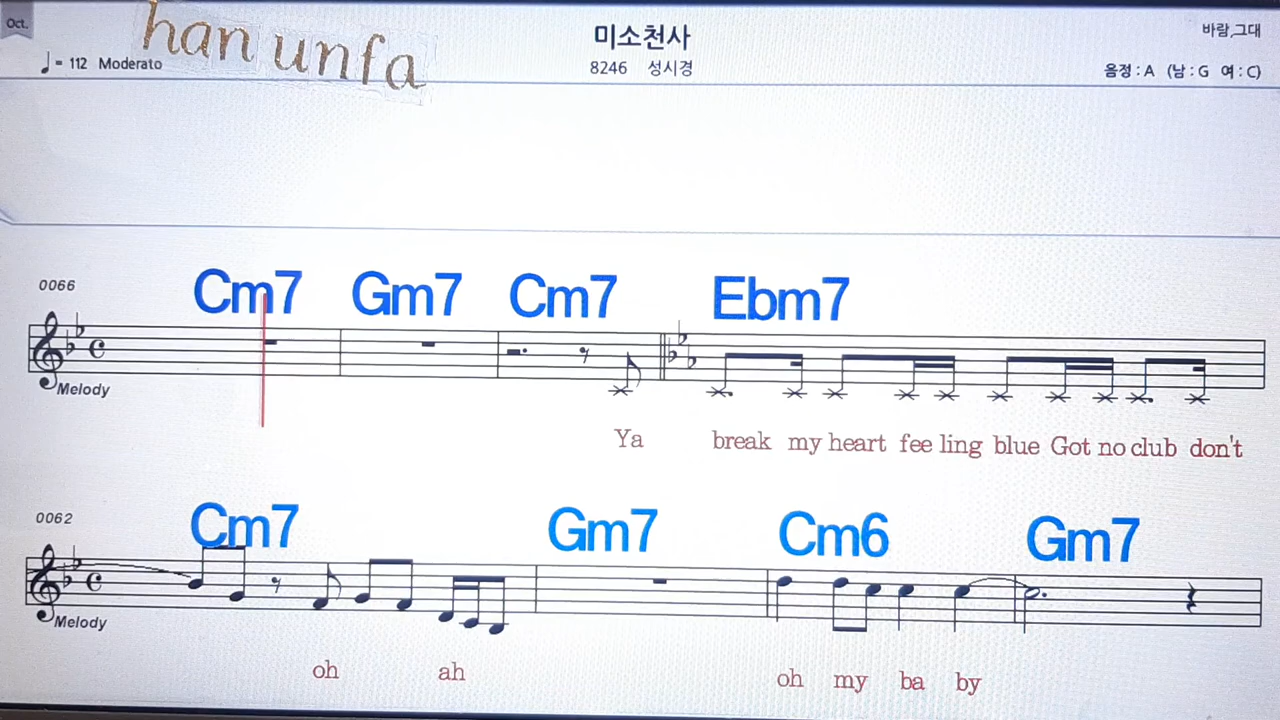 Oct.
han unfa
♩= 112 Moderato
미소천사
8246 성시경
바람,그대
음정 : A (남 : G 여 : C)
0066
Cm7 Gm7 Cm7 Ebm7
Melody
Ya break my heart fee ling blue Got no club don't
0062
Cm7 Gm7 Cm6 Gm7
Melody
oh ah oh my ba by